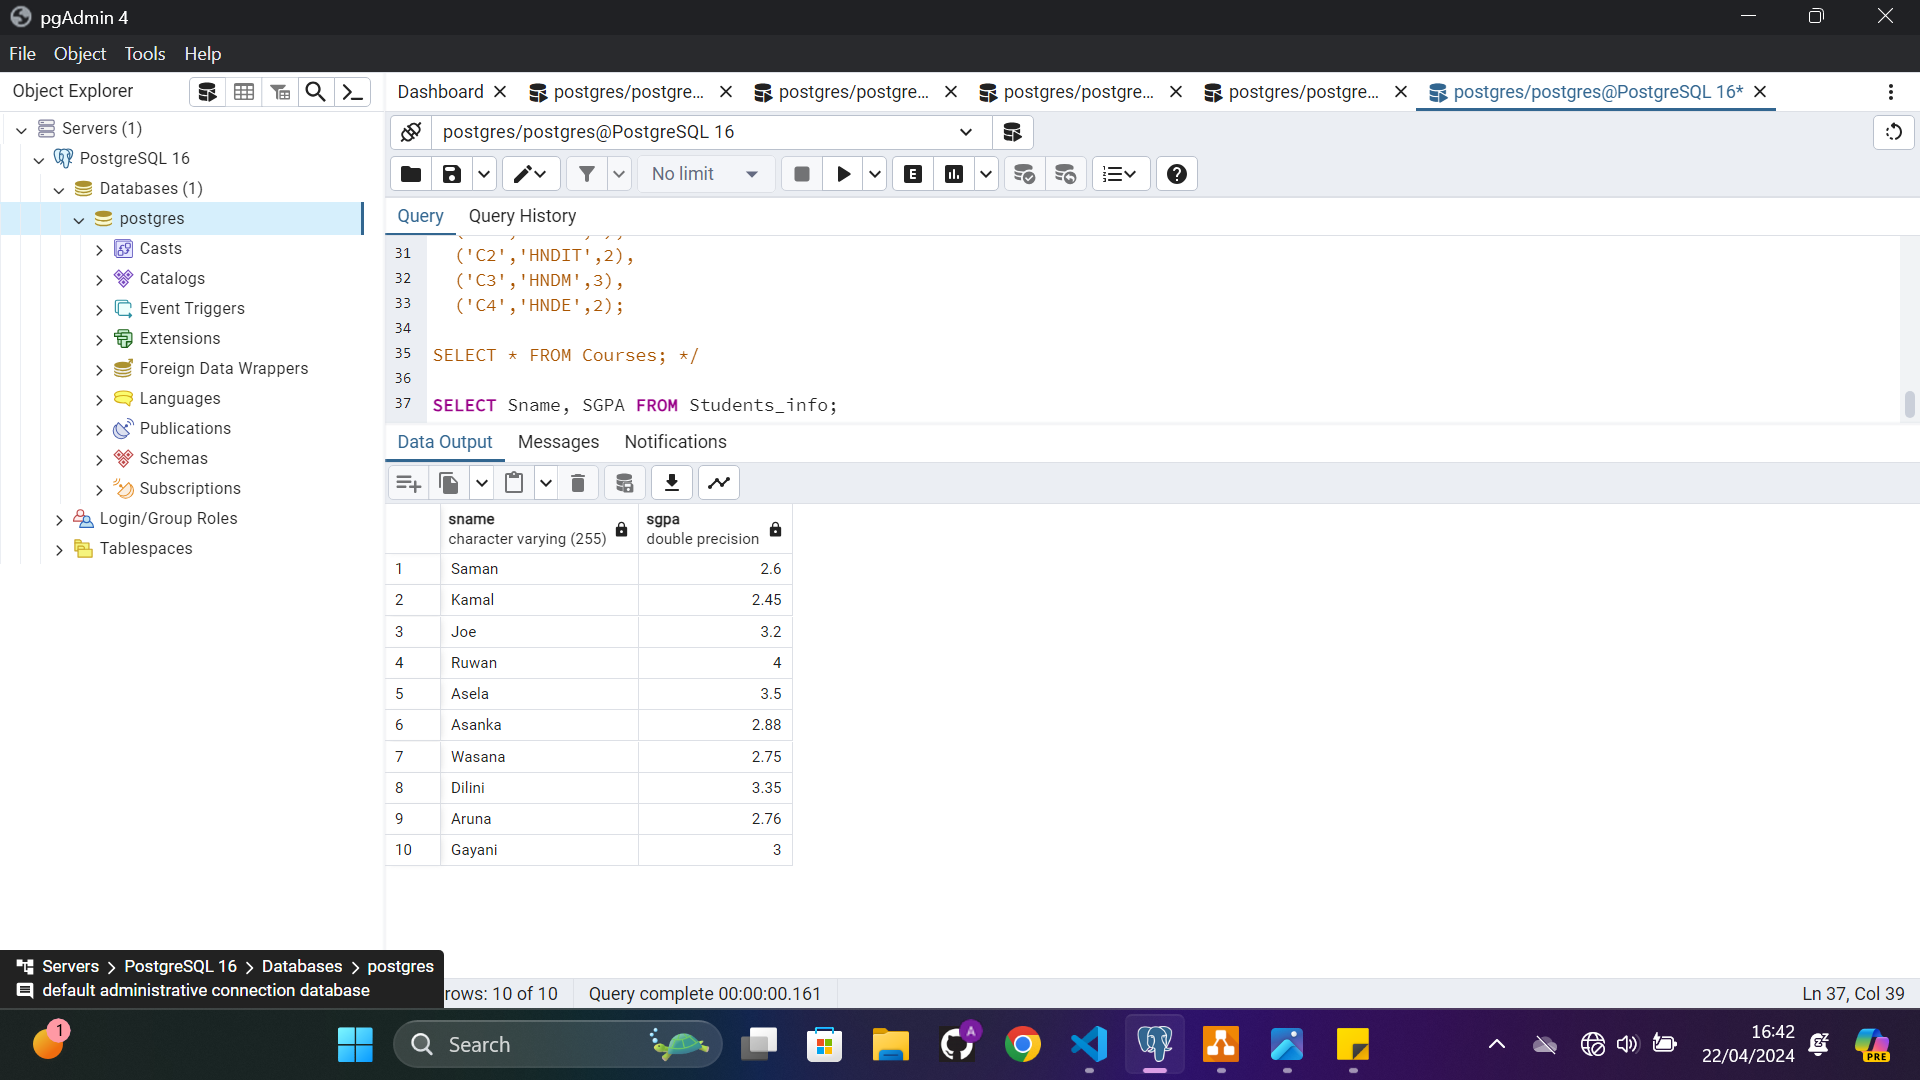 pgAdmin 4
File Object Tools Help
Object Explorer
Dashboard postgres/postgre... postgres/postgre... postgres/postgre... postgres/postgre... postgres/postgres@PostgreSQL 16*
Servers (1)
PostgreSQL 16
Databases (1)
postgres
Casts
Catalogs
Event Triggers
Extensions
Foreign Data Wrappers
Languages
Publications
Schemas
Subscriptions
Login/Group Roles
Tablespaces
postgres/postgres@PostgreSQL 16
No limit
E
Query Query History
31 ('C2','HNDIT',2),
32 ('C3','HNDM',3),
33 ('C4','HNDE',2);
34
35 SELECT * FROM Courses; */
36
37 SELECT Sname, SGPA FROM Students_info;
Data Output Messages Notifications
sname sgpa
character varying (255) double precision
1 Saman 2.6
2 Kamal 2.45
3 Joe 3.2
4 Ruwan 4
5 Asela 3.5
6 Asanka 2.88
7 Wasana 2.75
8 Dilini 3.35
9 Aruna 2.76
10 Gayani 3
Servers > PostgreSQL 16 > Databases > postgres
default administrative connection database
rows: 10 of 10 Query complete 00:00:00.161 Ln 37, Col 39
1
Search
A
16:42
22/04/2024
PRE